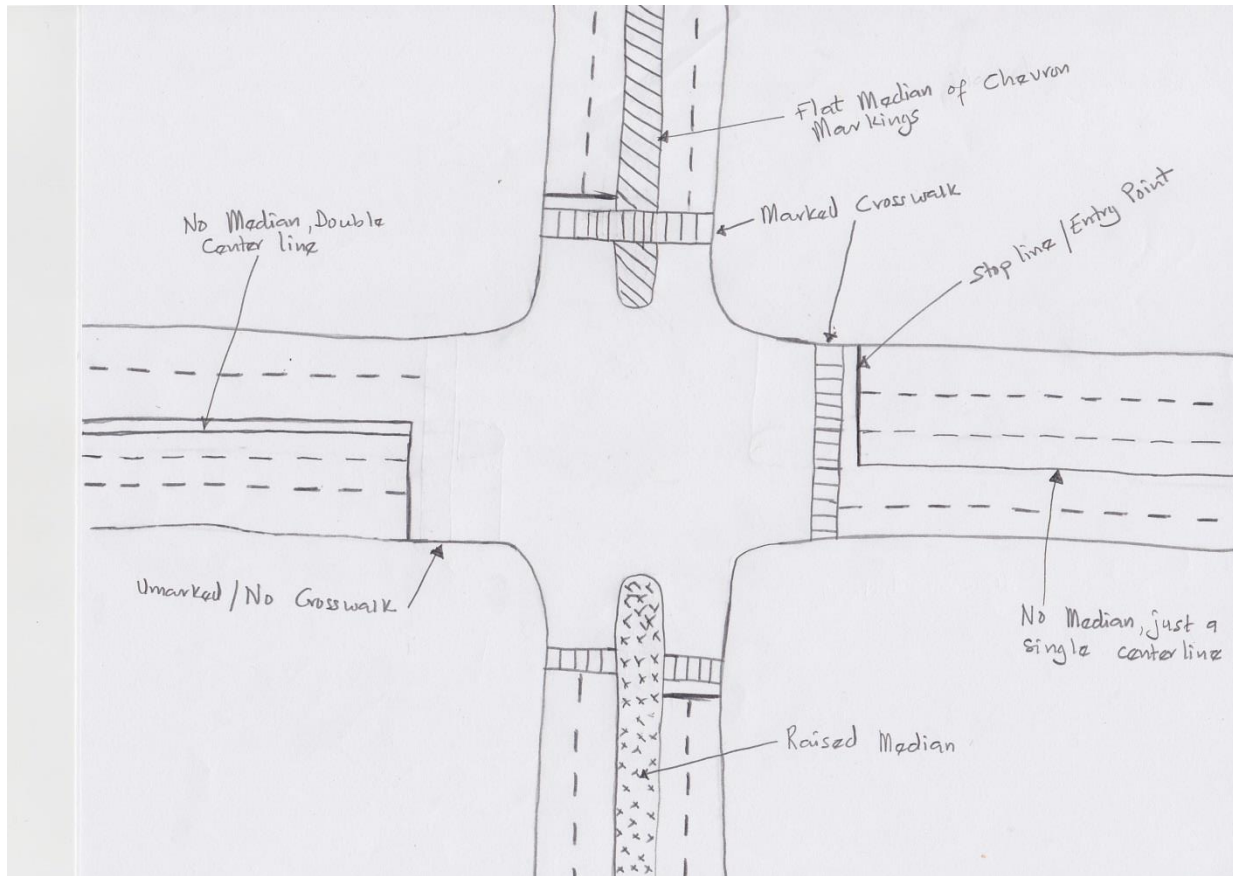 Flat Median of Chevron
Markings
Marked Crosswalk
Stop line / Entry Point
No Median, Double
Center line
Umarked / No Crosswalk
No Median, just a
single centerline
Raised Median